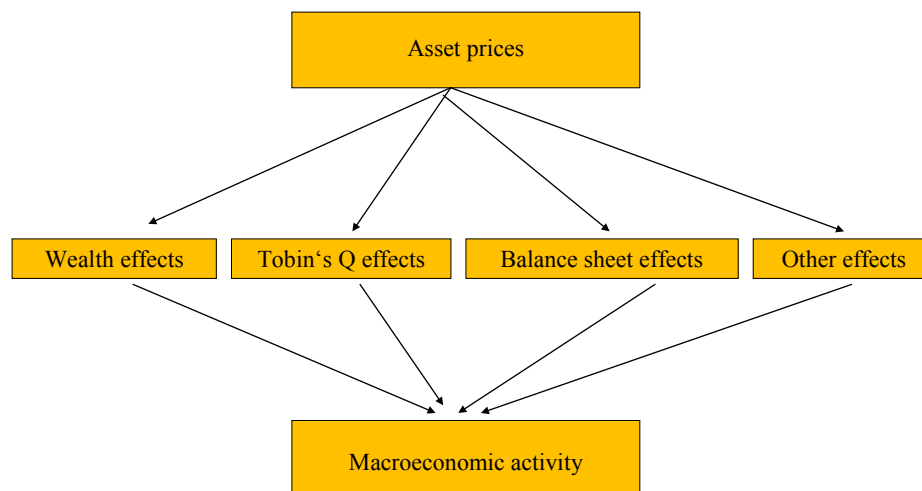 Asset prices
Wealth effects
Tobin‘s Q effects
Balance sheet effects
Other effects
Macroeconomic activity